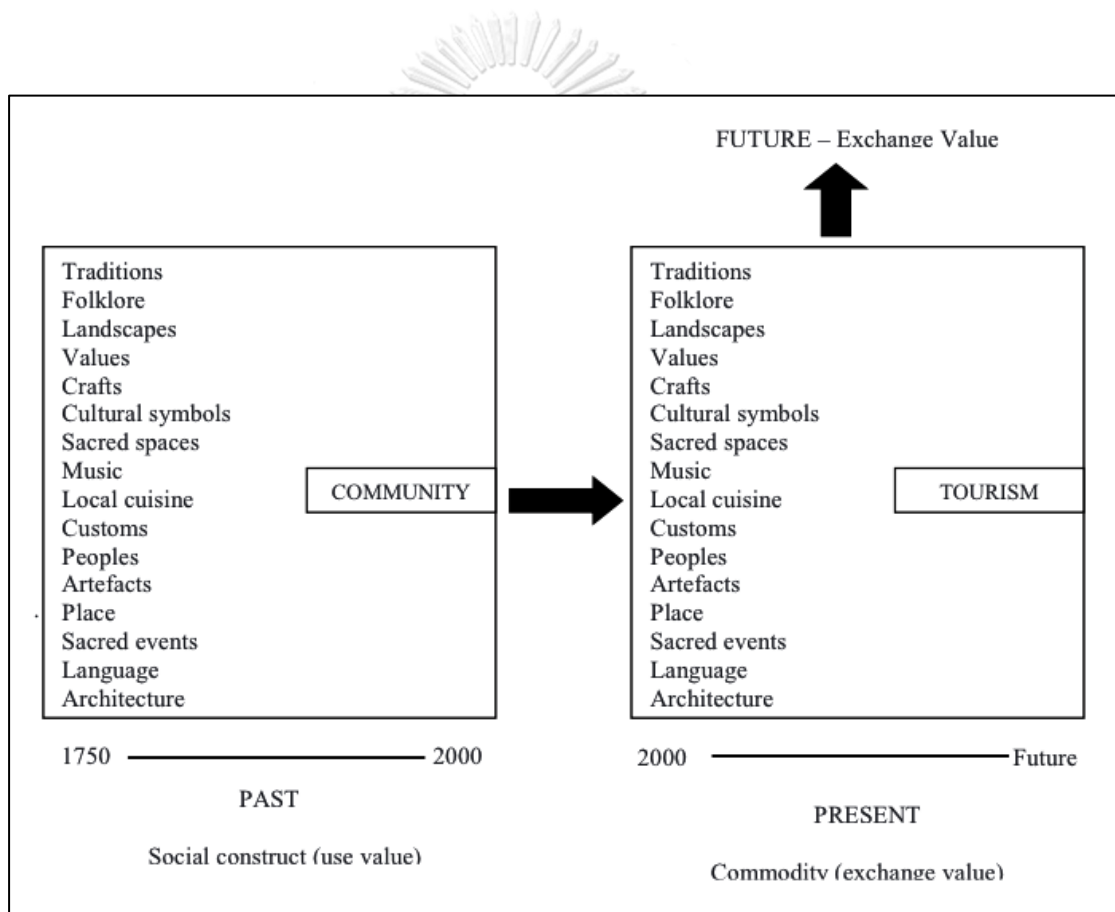 FUTURE – Exchange Value
Traditions
Folklore
Landscapes
Values
Crafts
Cultural symbols
Sacred spaces
Music
Local cuisine
Customs
Peoples
Artefacts
Place
Sacred events
Language
Architecture
COMMUNITY
Traditions
Folklore
Landscapes
Values
Crafts
Cultural symbols
Sacred spaces
Music
Local cuisine
Customs
Peoples
Artefacts
Place
Sacred events
Language
Architecture
TOURISM
1750 2000
PAST
Social construct (use value)
2000 Future
PRESENT
Commodity (exchange value)